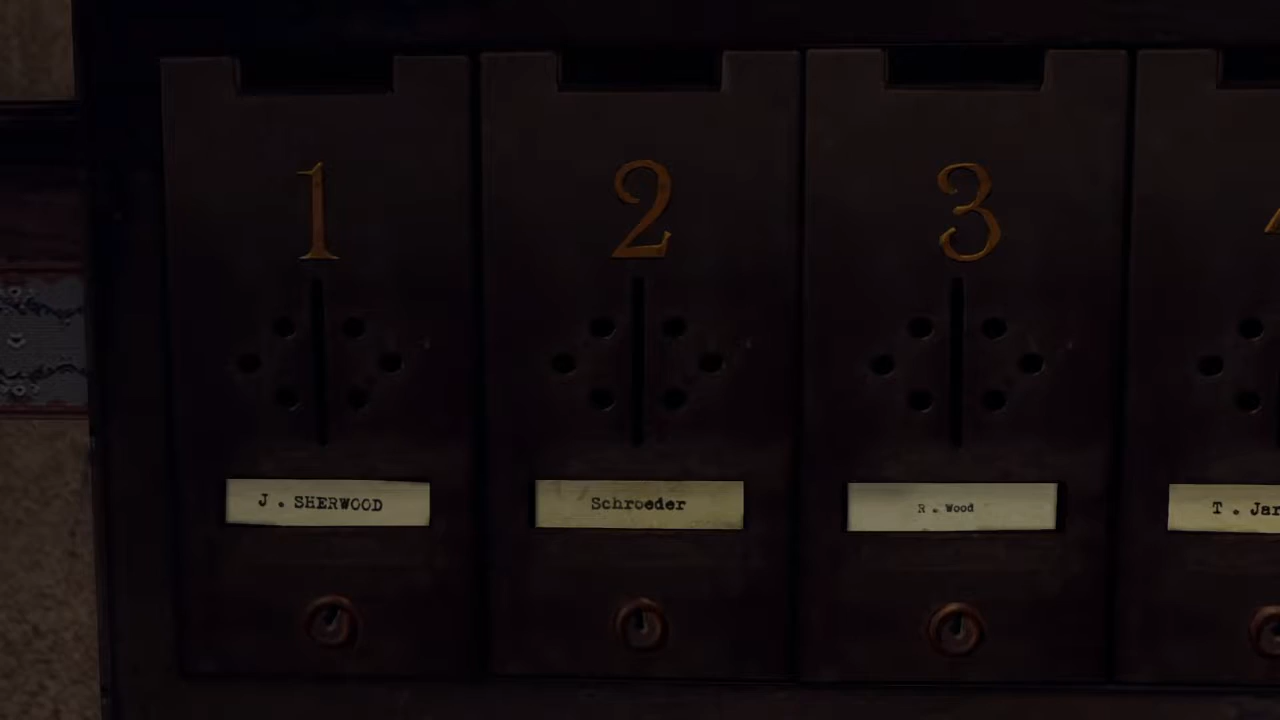 1
2
3
J . SHERWOOD
Schroeder
R . Wood
T .